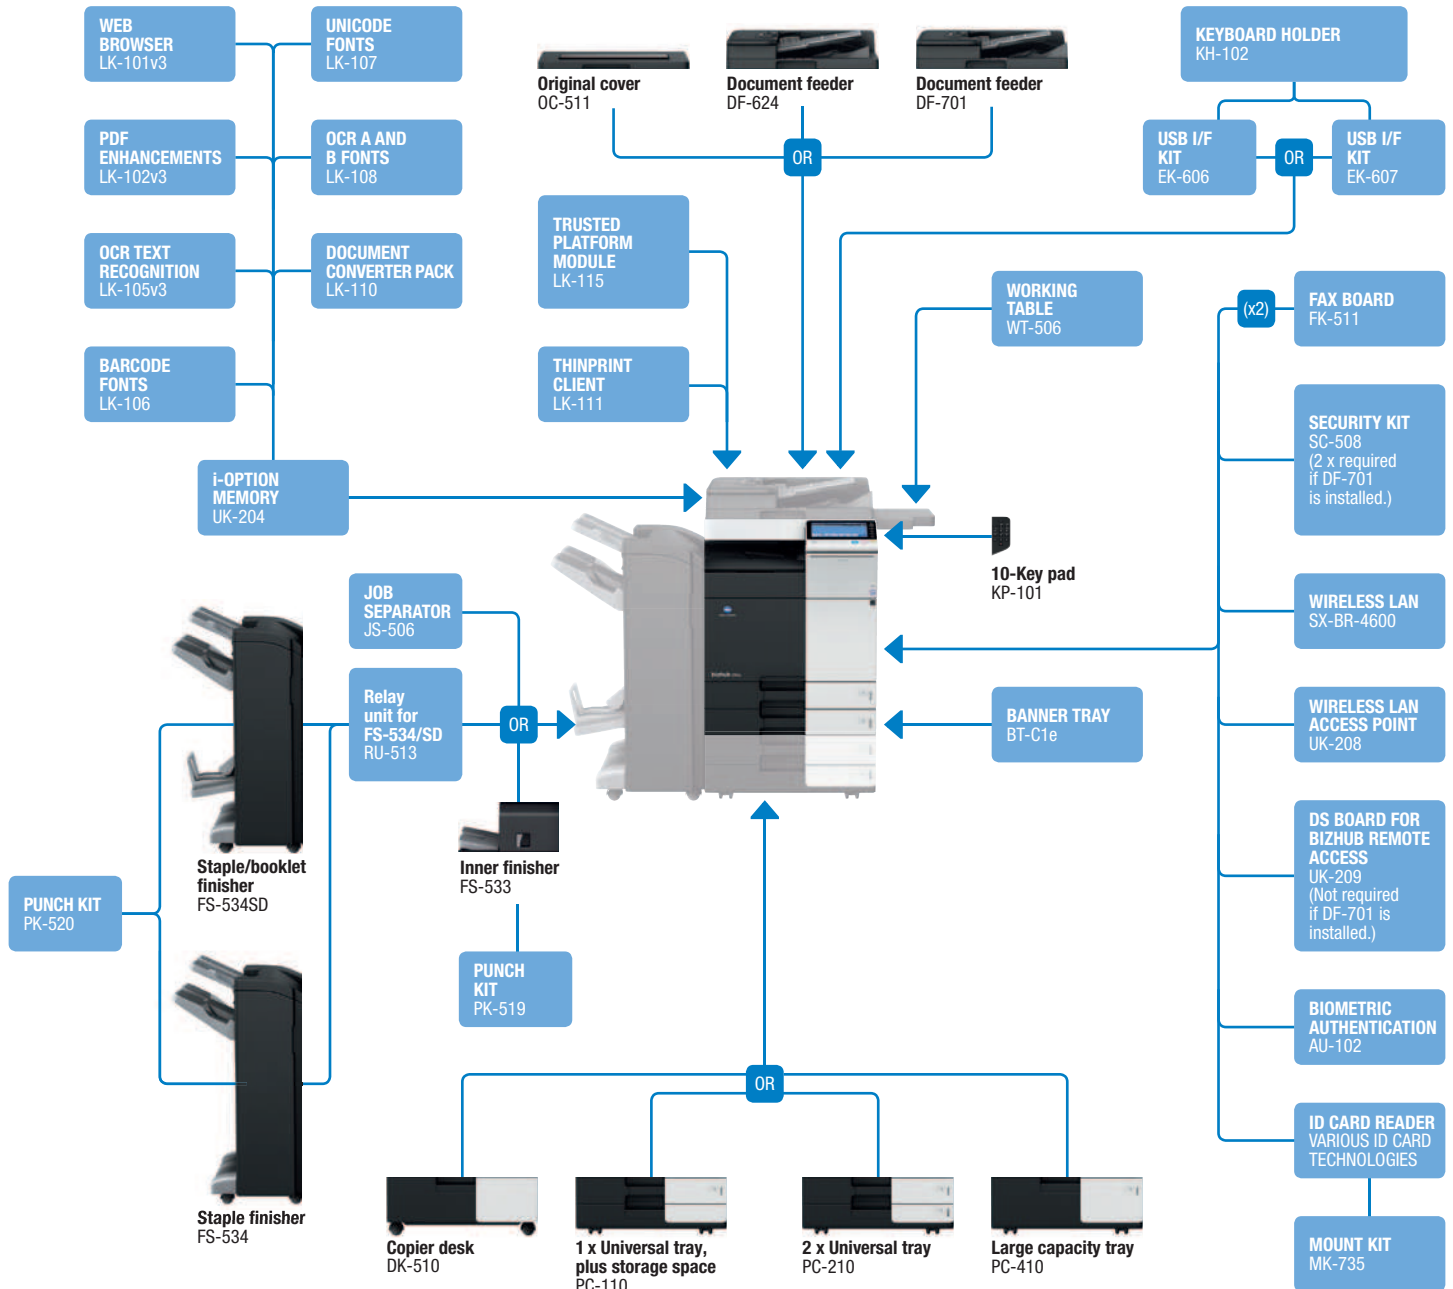 WEB
BROWSER
LK-101v3
UNICODE
FONTS
LK-107
PDF
ENHANCEMENTS
LK-102v3
OCR A AND
B FONTS
LK-108
OCR TEXT
RECOGNITION
LK-105v3
DOCUMENT
CONVERTER PACK
LK-110
BARCODE
FONTS
LK-106
i-OPTION
MEMORY
UK-204
Original cover
OC-511
Document feeder
DF-624
Document feeder
DF-701
OR
TRUSTED
PLATFORM
MODULE
LK-115
THINPRINT
CLIENT
LK-111
KEYBOARD HOLDER
KH-102
USB I/F
KIT
EK-606
OR
USB I/F
KIT
EK-607
WORKING
TABLE
WT-506
10-Key pad
KP-101
(x2)
FAX BOARD
FK-511
SECURITY KIT
SC-508
(2 x required
if DF-701
is installed.)
WIRELESS LAN
SX-BR-4600
WIRELESS LAN
ACCESS POINT
UK-208
DS BOARD FOR
BIZHUB REMOTE
ACCESS
UK-209
(Not required
if DF-701 is
installed.)
BIOMETRIC
AUTHENTICATION
AU-102
ID CARD READER
VARIOUS ID CARD
TECHNOLOGIES
MOUNT KIT
MK-735
BANNER TRAY
BT-C1e
JOB
SEPARATOR
JS-506
Relay
unit for
FS-534/SD
RU-513
OR
Inner finisher
FS-533
PUNCH
KIT
PK-519
Staple/booklet
finisher
FS-534SD
PUNCH KIT
PK-520
Staple finisher
FS-534
OR
Copier desk
DK-510
1 x Universal tray,
plus storage space
PC-110
2 x Universal tray
PC-210
Large capacity tray
PC-410